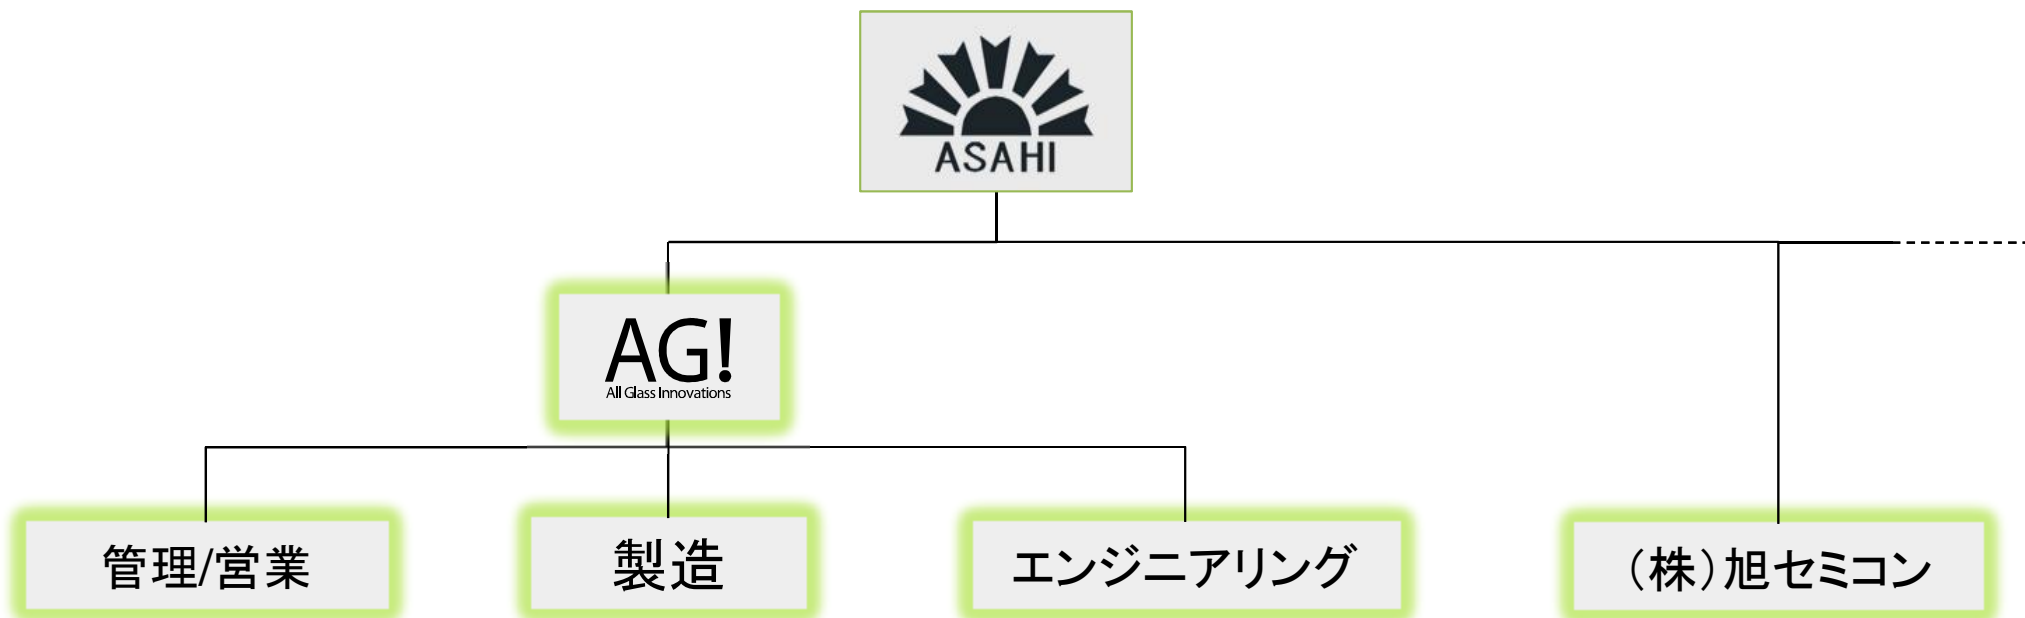 ASAHI
AG!
All Glass Innovations
管理/営業
製造
エンジニアリング
（株）旭セミコン